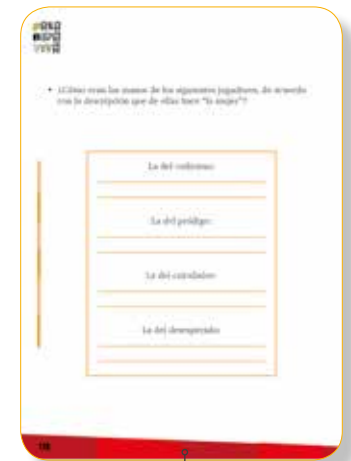 • ¿Cómo eran las manos de los siguientes jugadores, de acuerdo
con la descripción que de ellas hace "la mujer"?
La del codicioso:
La del pródigo:
La del calculador:
La del desesperado: